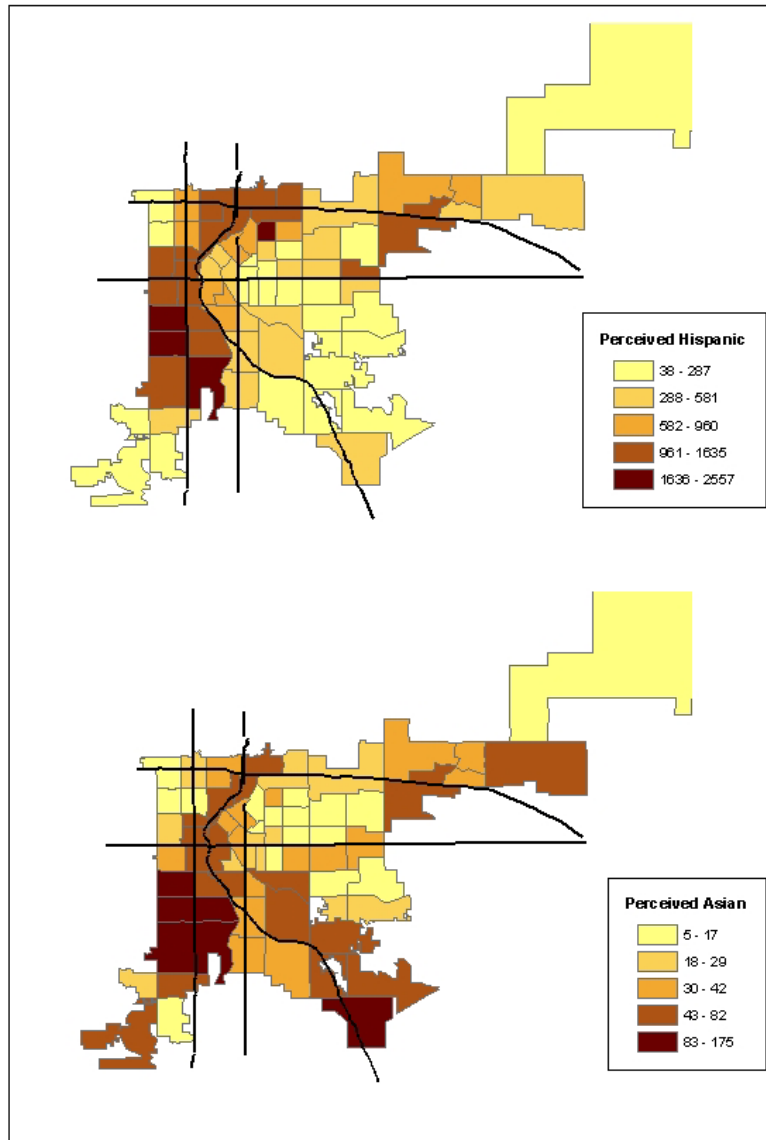 Perceived Hispanic
38 - 287
288 - 581
582 - 960
961 - 1635
1636 - 2557
Perceived Asian
5 - 17
18 - 29
30 - 42
43 - 82
83 - 175